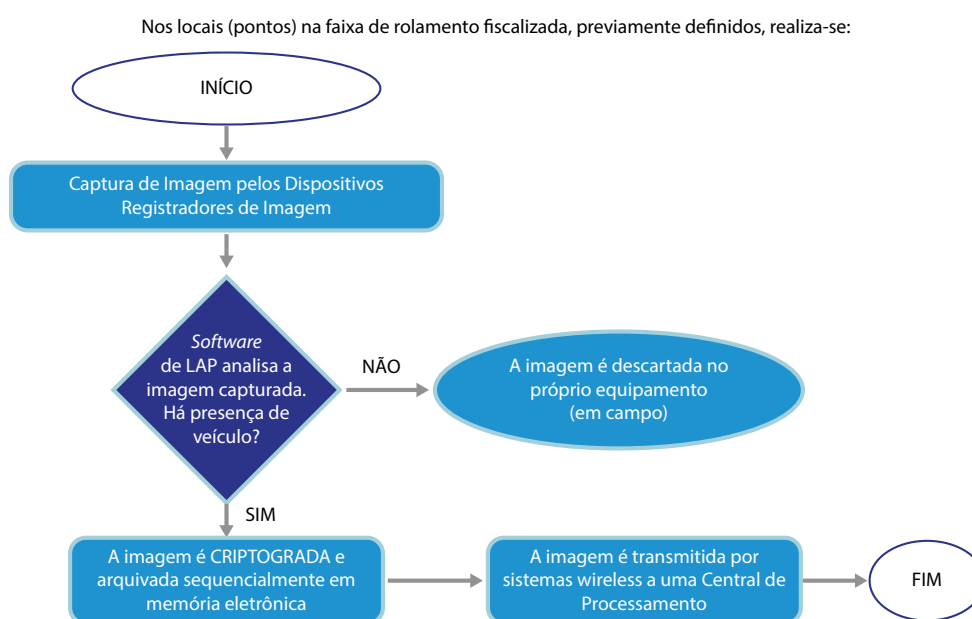 Nos locais (pontos) na faixa de rolamento fiscalizada, previamente definidos, realiza-se:
INÍCIO
Captura de Imagem pelos Dispositivos
Registradores de Imagem
Software
de LAP analisa a
imagem capturada.
Há presença de
veículo?
NÃO
A imagem é descartada no
próprio equipamento
(em campo)
SIM
A imagem é CRIPTOGRADA e
arquivada sequencialmente em
memória eletrônica
A imagem é transmitida por
sistemas wireless a uma Central de
Processamento
FIM